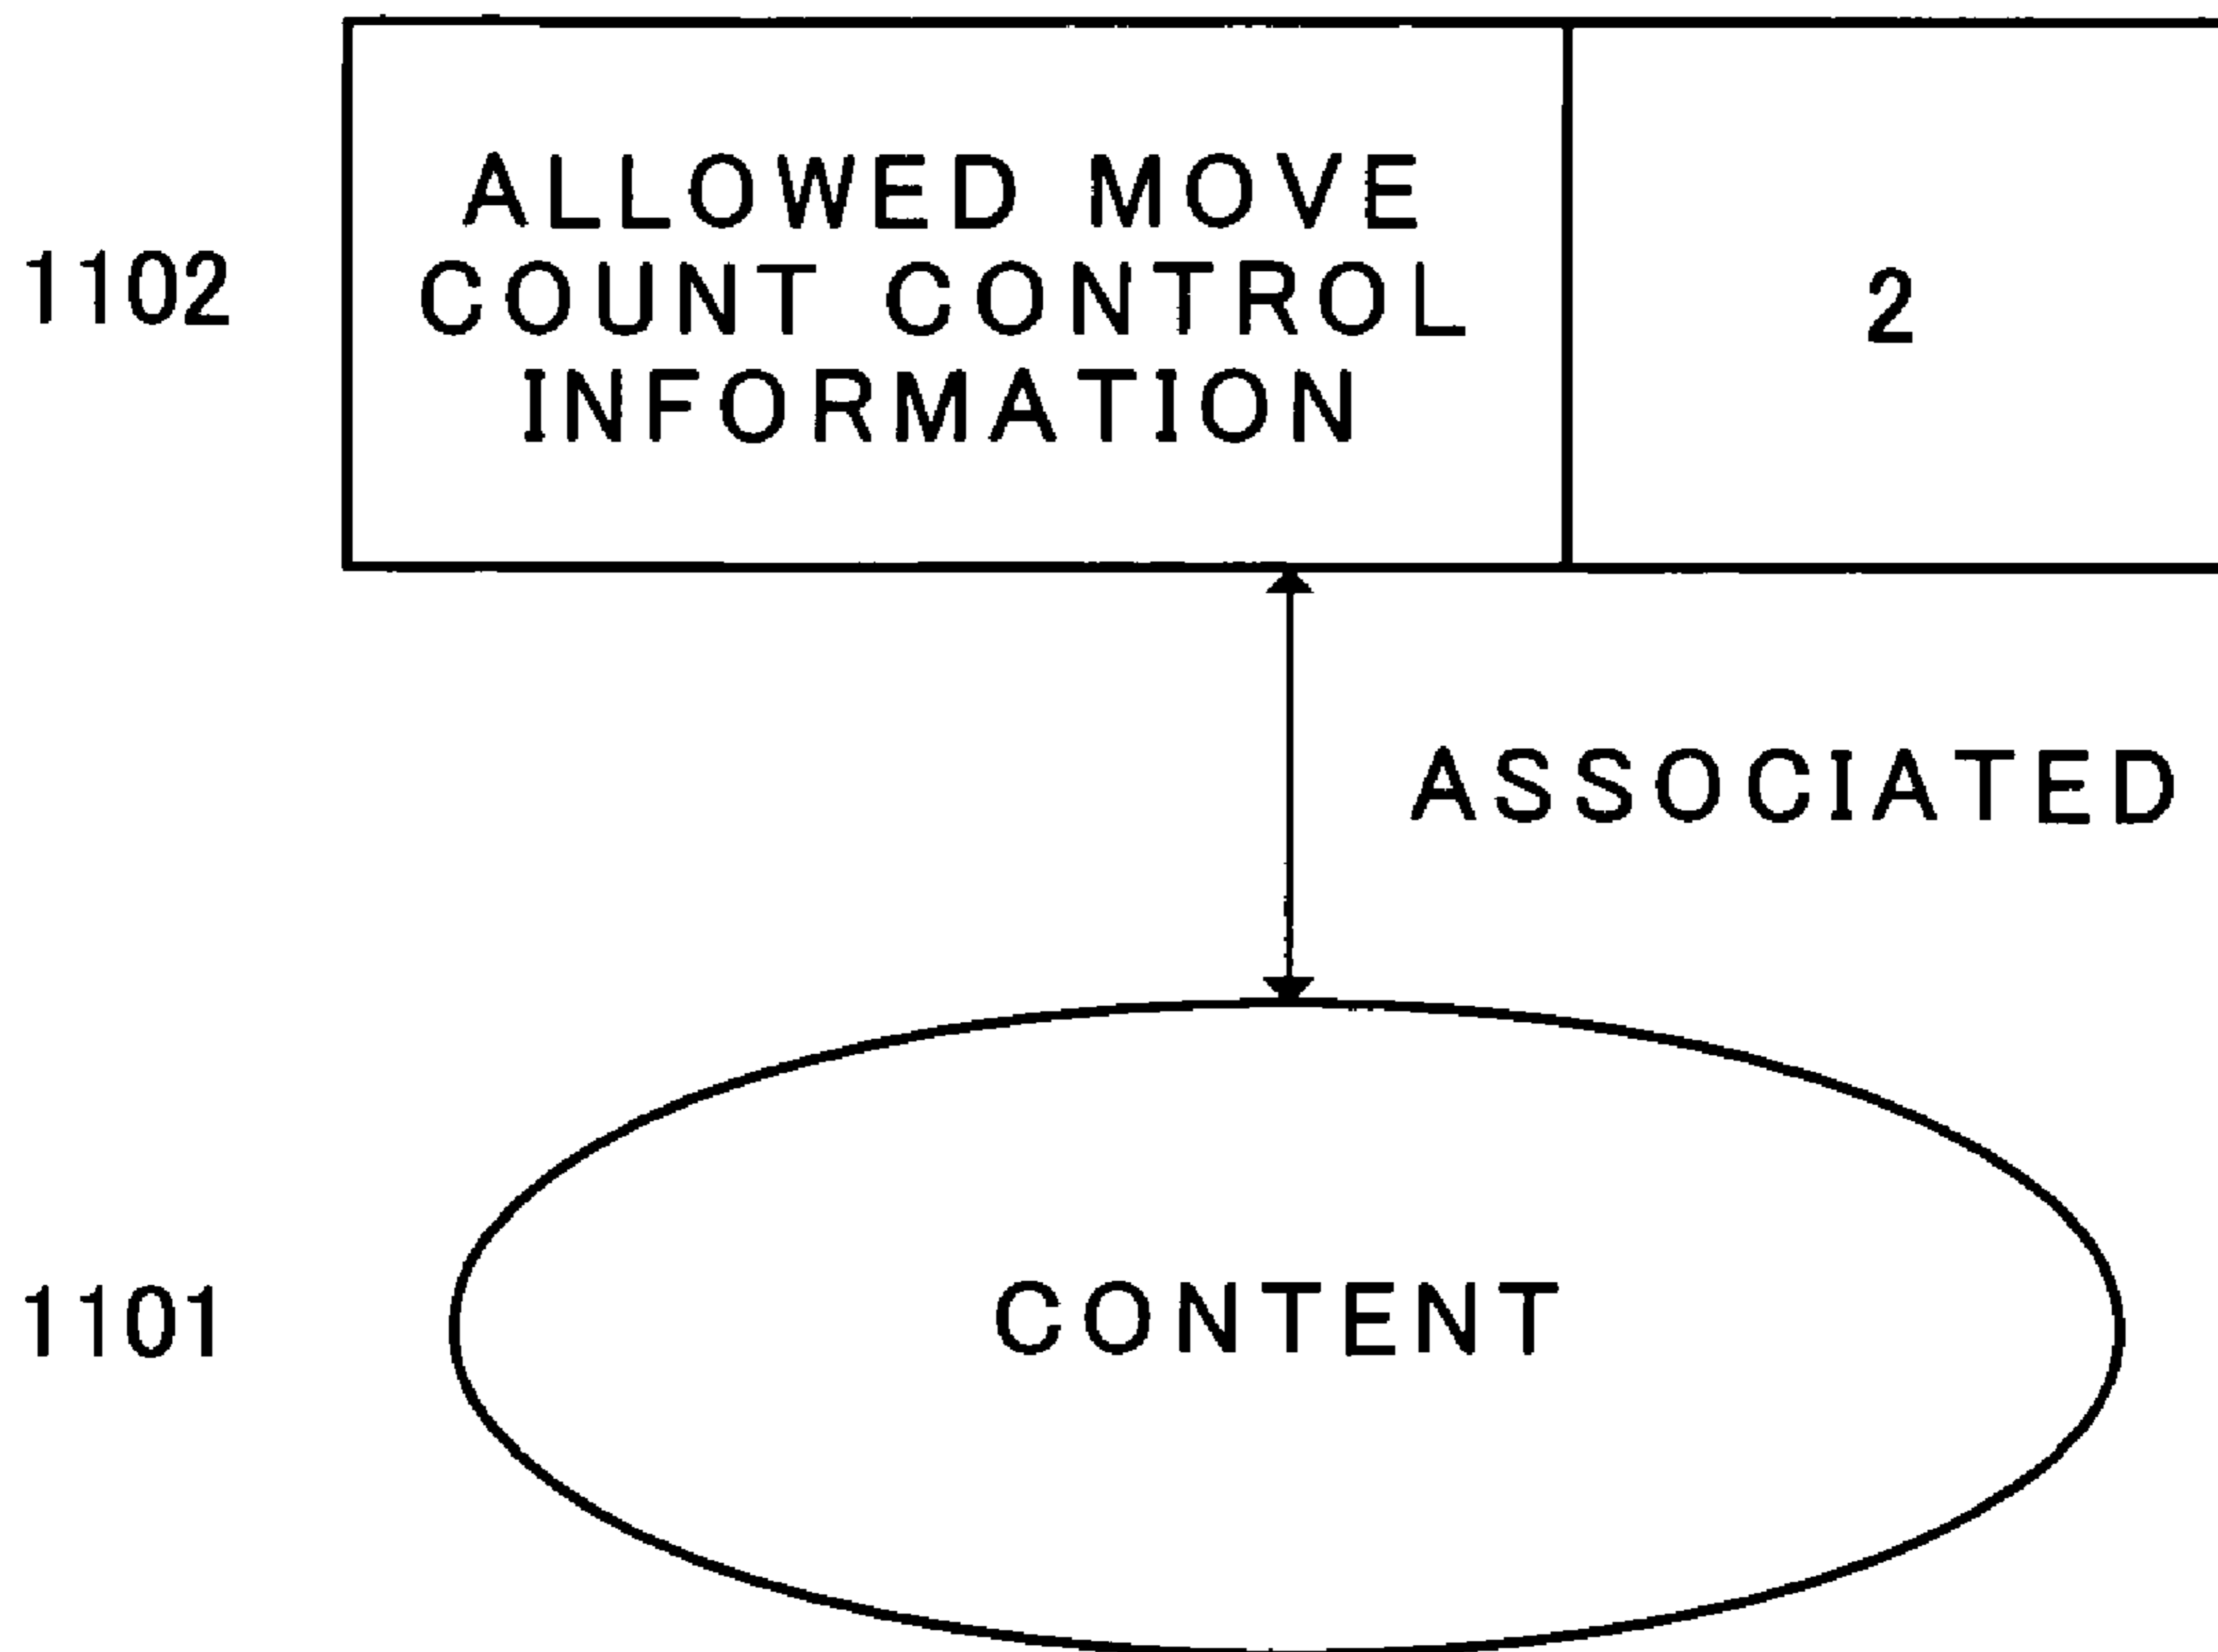 ALLOWED MOVE
COUNT CONTROL
INFORMATION
1102
2
ASSOCIATED
1101
CONTENT